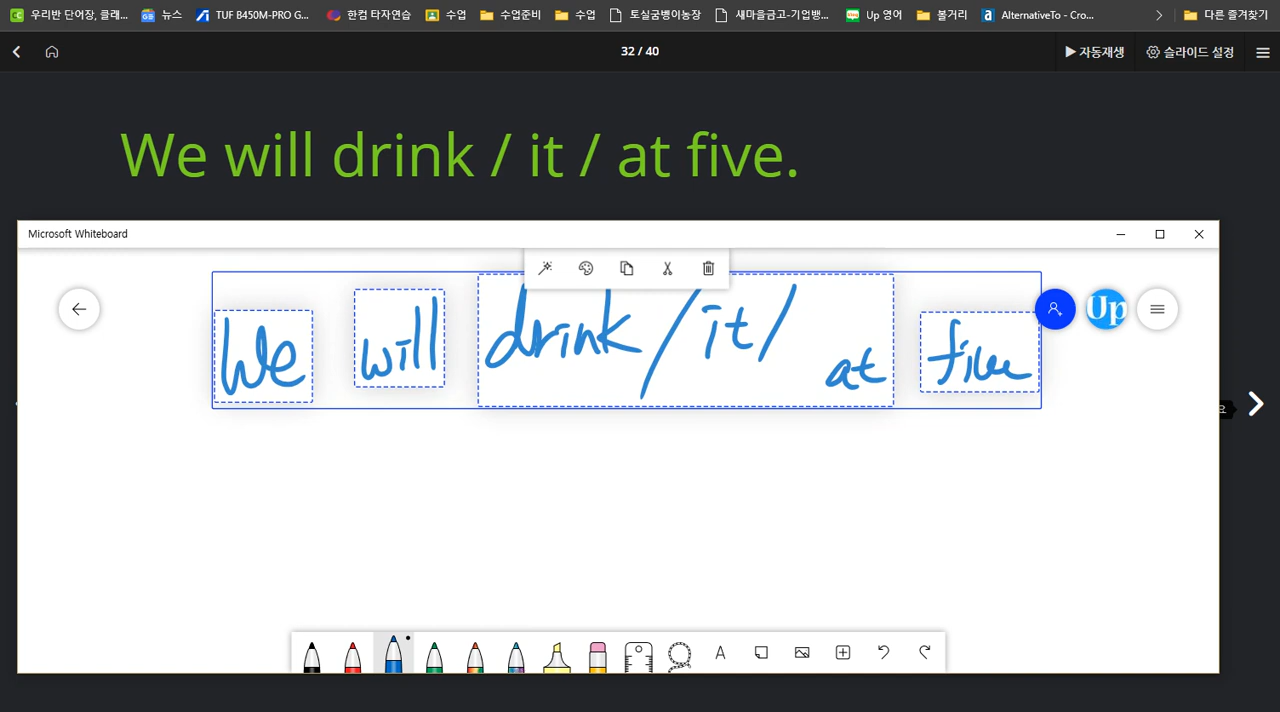 우리반 단어장, 클래... 뉴스 TUF B450M-PRO G... 한컴 타자연습 수업 수업준비 수업 토실궁뱅이농장 새마을금고-기업뱅... Up 영어 볼거리 AlternativeTo - Cro... 다른 즐겨찾기
32 / 40 자동재생 슬라이드 설정
We will drink / it / at five.
Microsoft Whiteboard
We will drink / it / at five
Up
요
A